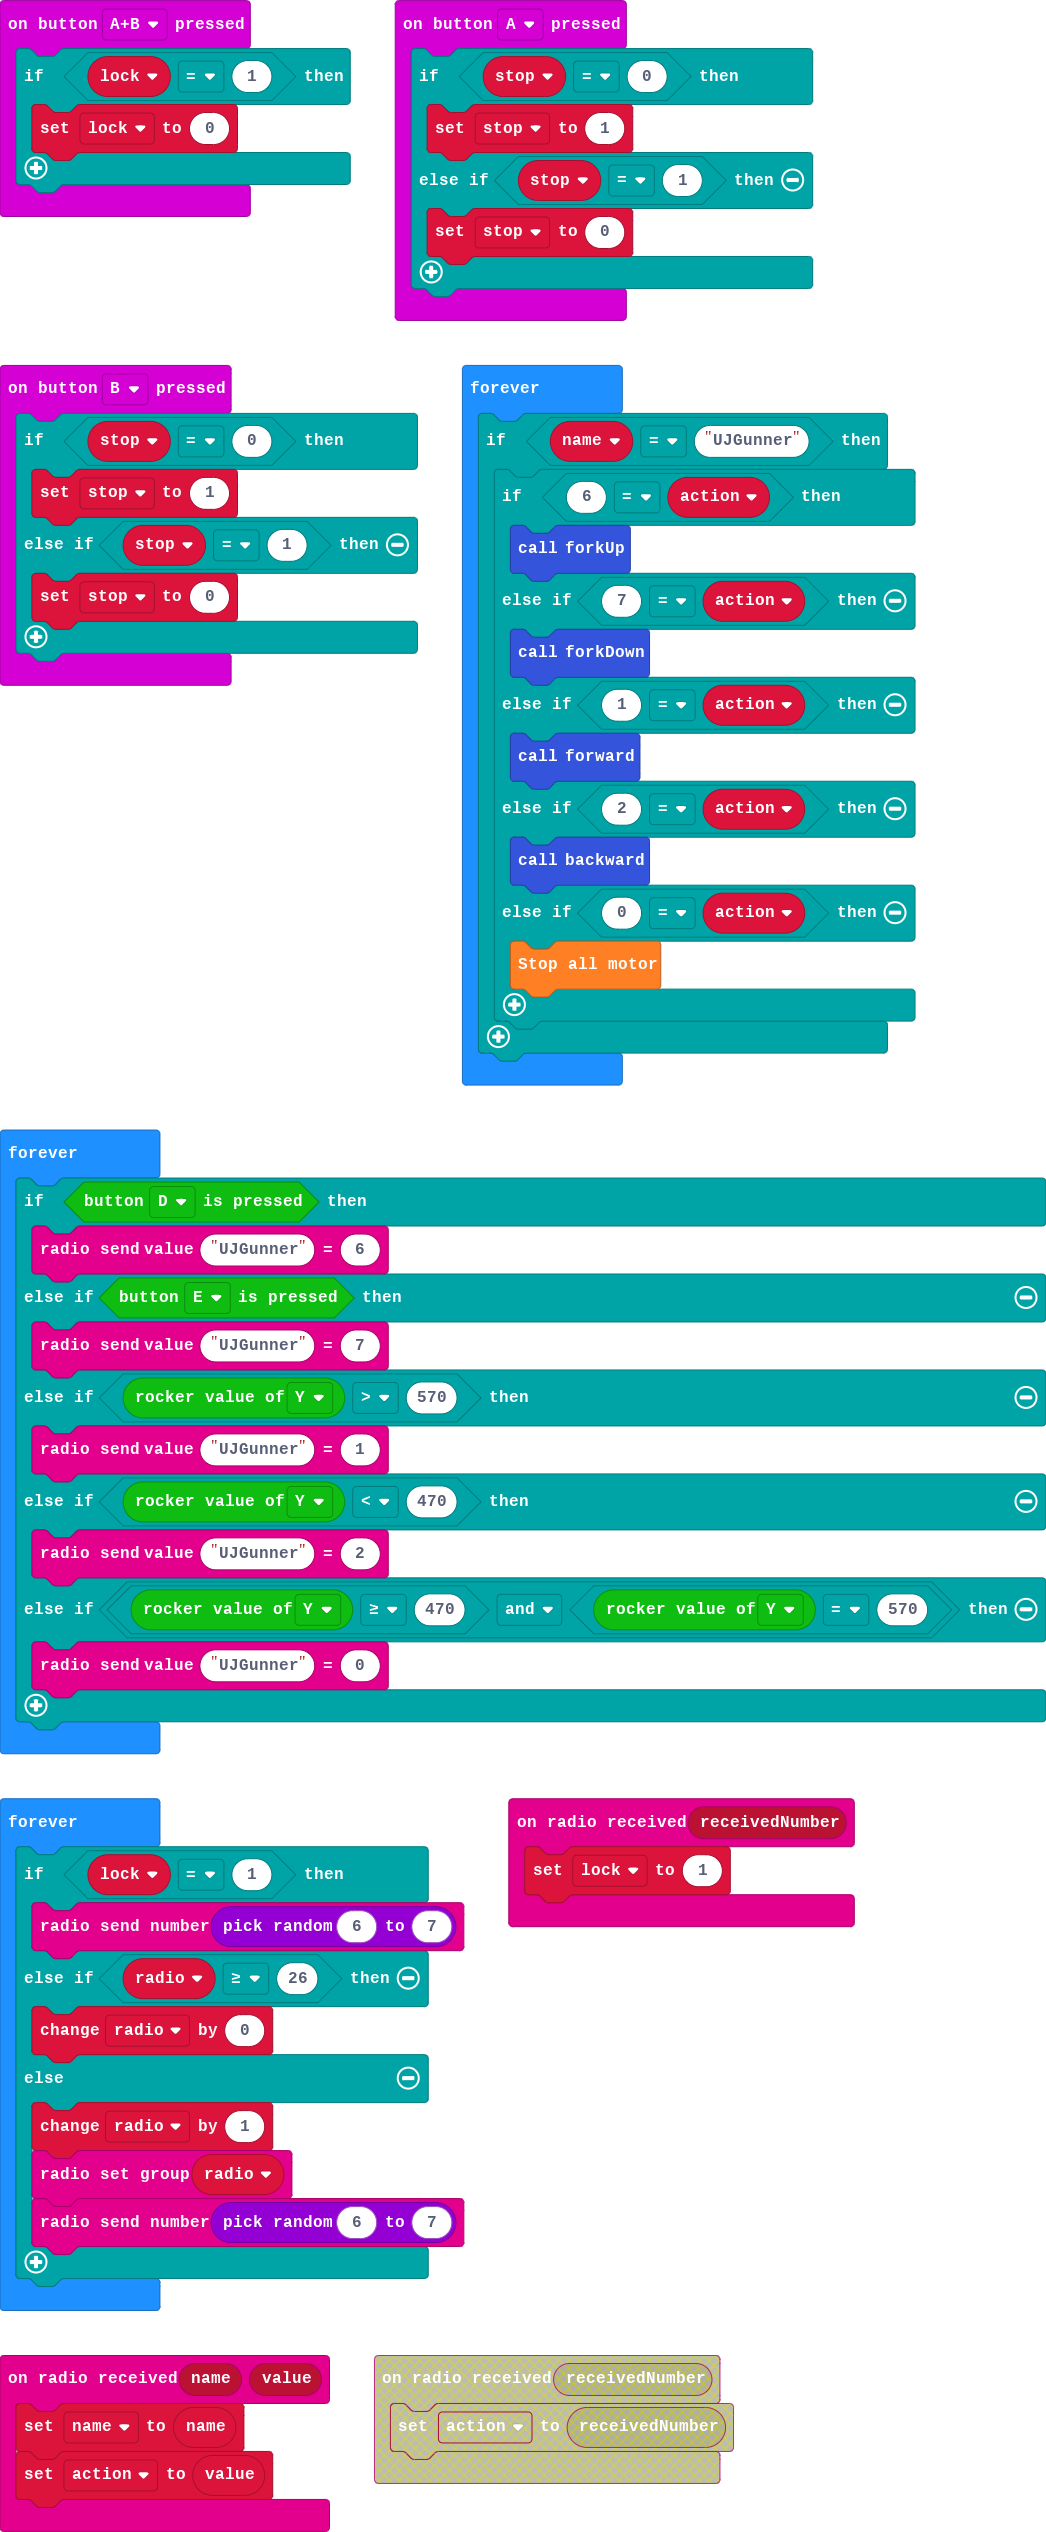 on button A+B pressed
if lock = 1 then
set lock to 0
on button A pressed
if stop = 0 then
set stop to 1
else if stop = 1 then
set stop to 0
on button B pressed
if stop = 0 then
set stop to 1
else if stop = 1 then
set stop to 0
forever
if name = "UJGunner" then
if 6 = action then
call forkUp
else if 7 = action then
call forkDown
else if 1 = action then
call forward
else if 2 = action then
call backward
else if 0 = action then
Stop all motor
forever
if button D is pressed then
radio send value "UJGunner" = 6
else if button E is pressed then
radio send value "UJGunner" = 7
else if rocker value of Y > 570 then
radio send value "UJGunner" = 1
else if rocker value of Y < 470 then
radio send value "UJGunner" = 2
else if rocker value of Y ≥ 470 and rocker value of Y = 570 then
radio send value "UJGunner" = 0
forever
if lock = 1 then
radio send number pick random 6 to 7
else if radio ≥ 26 then
change radio by 0
else
change radio by 1
radio set group radio
radio send number pick random 6 to 7
on radio received receivedNumber
set lock to 1
on radio received name value
set name to name
set action to value
on radio received receivedNumber
set action to receivedNumber